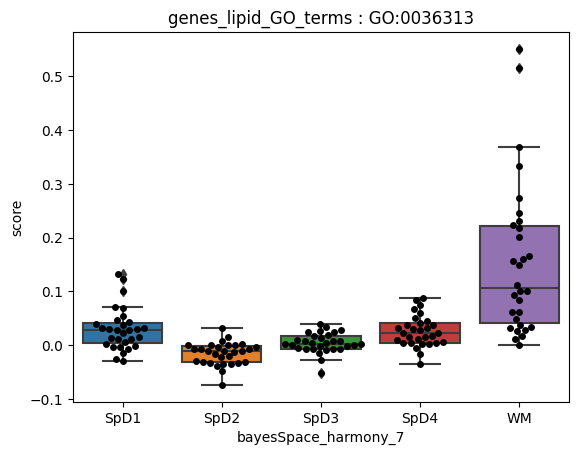 genes_lipid_GO_terms : GO:0036313
score
0.5
0.4
0.3
0.2
0.1
0.0
−0.1
SpD1 SpD2 SpD3 SpD4 WM
bayesSpace_harmony_7